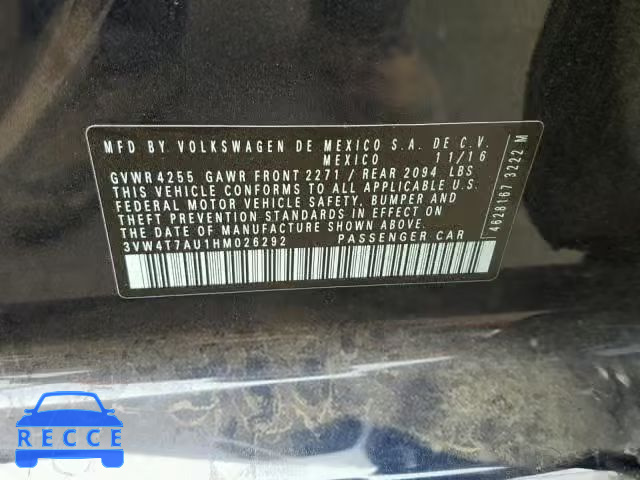 MFD BY VOLKSWAGEN DE MEXICO S.A. DE C.V.
MEXICO 11/16
GVWR 4255 GAWR FRONT 2271 / REAR 2094 LBS
THIS VEHICLE CONFORMS TO ALL APPLICABLE U.S.
FEDERAL MOTOR VEHICLE SAFETY, BUMPER AND
THEFT PREVENTION STANDARDS IN EFFECT ON
THE DATE OF MANUFACTURE SHOWN ABOVE.
3VW4T7AU1HM026292 PASSENGER CAR
4628167 3222 M
RECCE